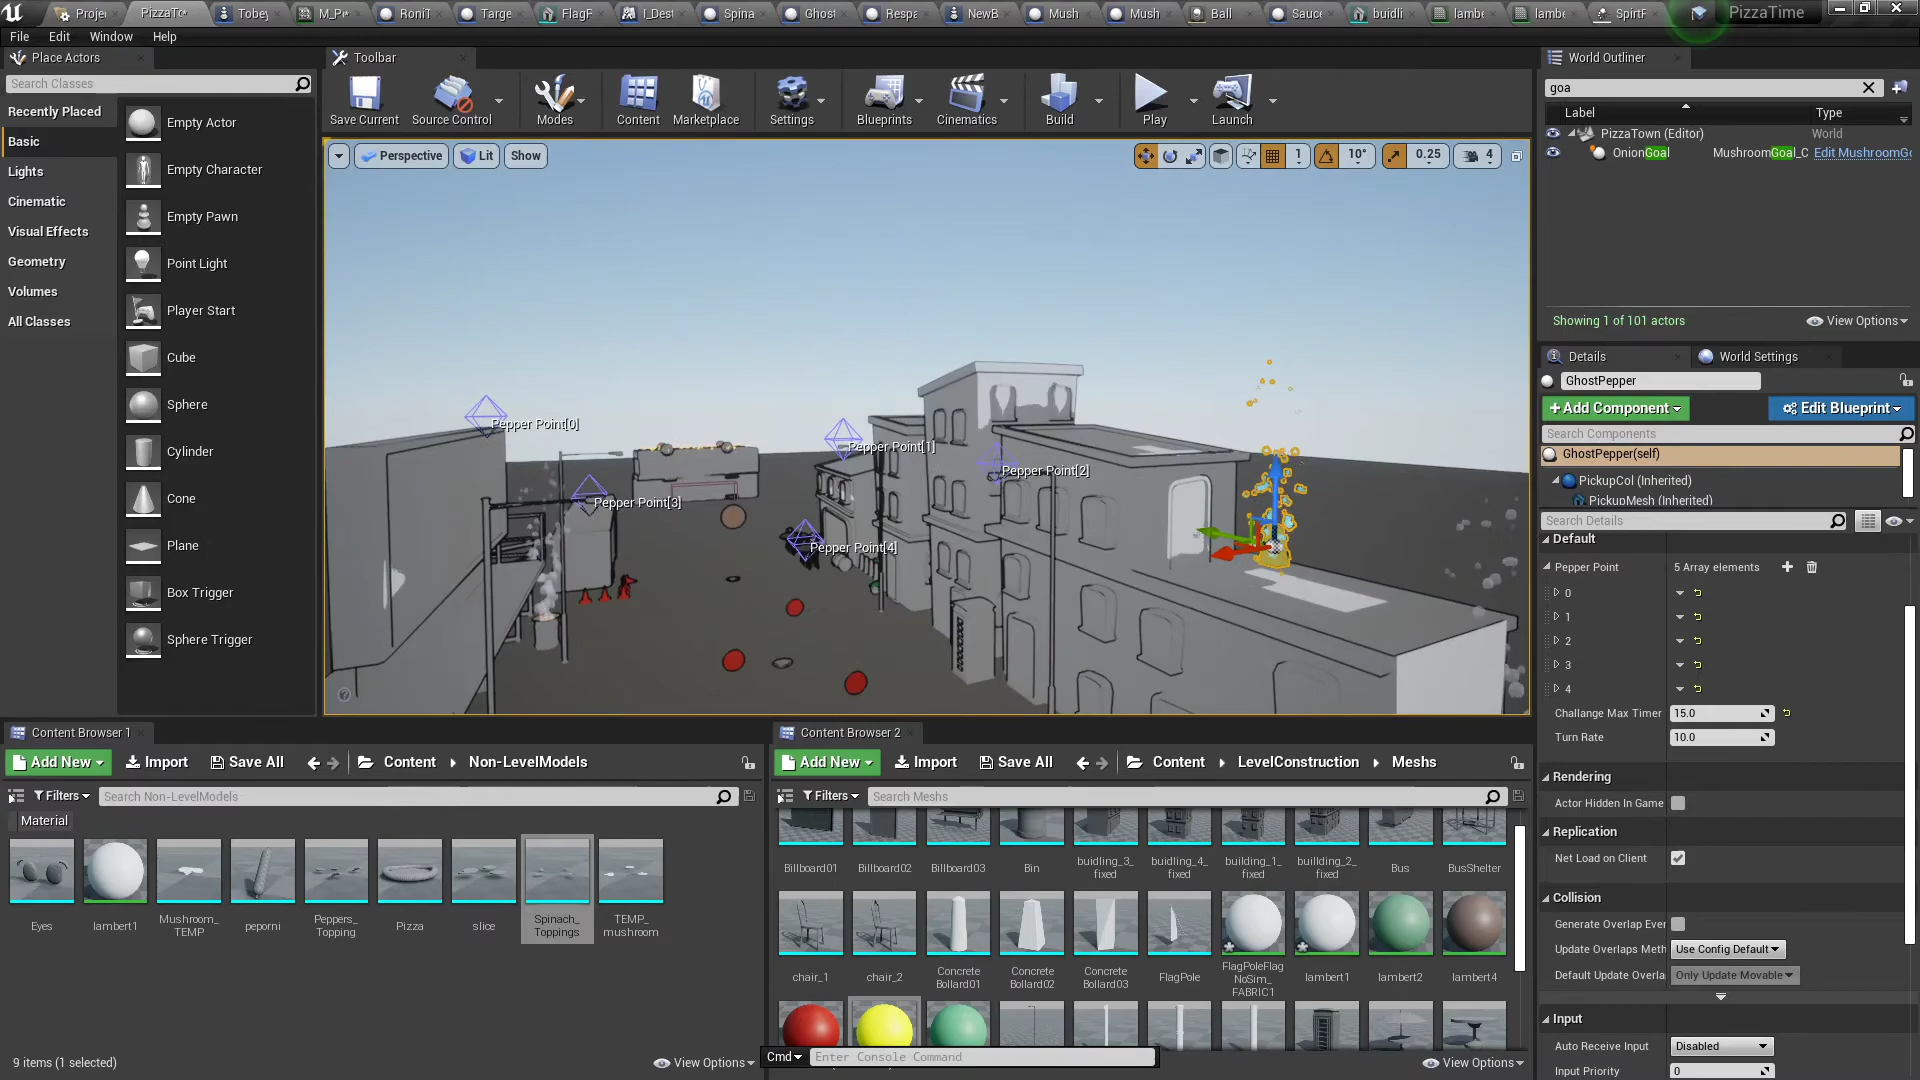 Proje
PizzaTo
Tobey
M_P
RoniT
Targe
FlagP
I_Dest
Spina
Ghost
Respa
NewB
Mush
Mush
Ball
Sauce
buidli
lambe
lambe
SpirtF
PizzaTime
File Edit Window Help
Place Actors
Search Classes
Recently Placed
Basic
Lights
Cinematic
Visual Effects
Geometry
Volumes
All Classes
Empty Actor
Empty Character
Empty Pawn
Point Light
Player Start
Cube
Sphere
Cylinder
Cone
Plane
Box Trigger
Sphere Trigger
Toolbar
Save Current
Source Control
Modes
Content
Marketplace
Settings
Blueprints
Cinematics
Build
Play
Launch
Perspective Lit Show
1 10° 0.25 4
Pepper Point[0]
Pepper Point[1]
Pepper Point[2]
Pepper Point[3]
Pepper Point[4]
World Outliner
goa
Label Type
PizzaTown (Editor) World
OnionGoal MushroomGoal_C Edit MushroomGo
Showing 1 of 101 actors View Options
Details World Settings
GhostPepper
+Add Component Edit Blueprint
Search Components
GhostPepper(self)
PickupCol (Inherited)
PickupMesh (Inherited)
Search Details
Default
Pepper Point 5 Array elements
0
1
2
3
4
Challange Max Timer 15.0
Turn Rate 10.0
Rendering
Actor Hidden In Game
Replication
Net Load on Client
Collision
Generate Overlap Ever
Update Overlaps Meth Use Config Default
Default Update Overla Only Update Movable
Input
Auto Receive Input Disabled
Input Priority 0
Content Browser 1
Add New Import Save All Content Non-LevelModels
Filters Search Non-LevelModels
Material
Eyes
lambert1
Mushroom_
TEMP
peporni
Peppers_
Topping
Pizza
slice
Spinach_
Toppings
TEMP_
mushroom
9 items (1 selected) View Options
Content Browser 2
Add New Import Save All Content LevelConstruction Meshs
Filters Search Meshs
Billboard01
Billboard02
Billboard03
Bin
buidling_3_
fixed
buidling_4_
fixed
building_1_
fixed
buillding_2_
fixed
Bus
BusShelter
chair_1
chair_2
Concrete
Bollard01
Concrete
Bollard02
Concrete
Bollard03
FlagPole
FlagPoleFlag
NoSim_
FABRIC1
lambert1
lambert2
lambert4
Cmd Enter Console Command
View Options